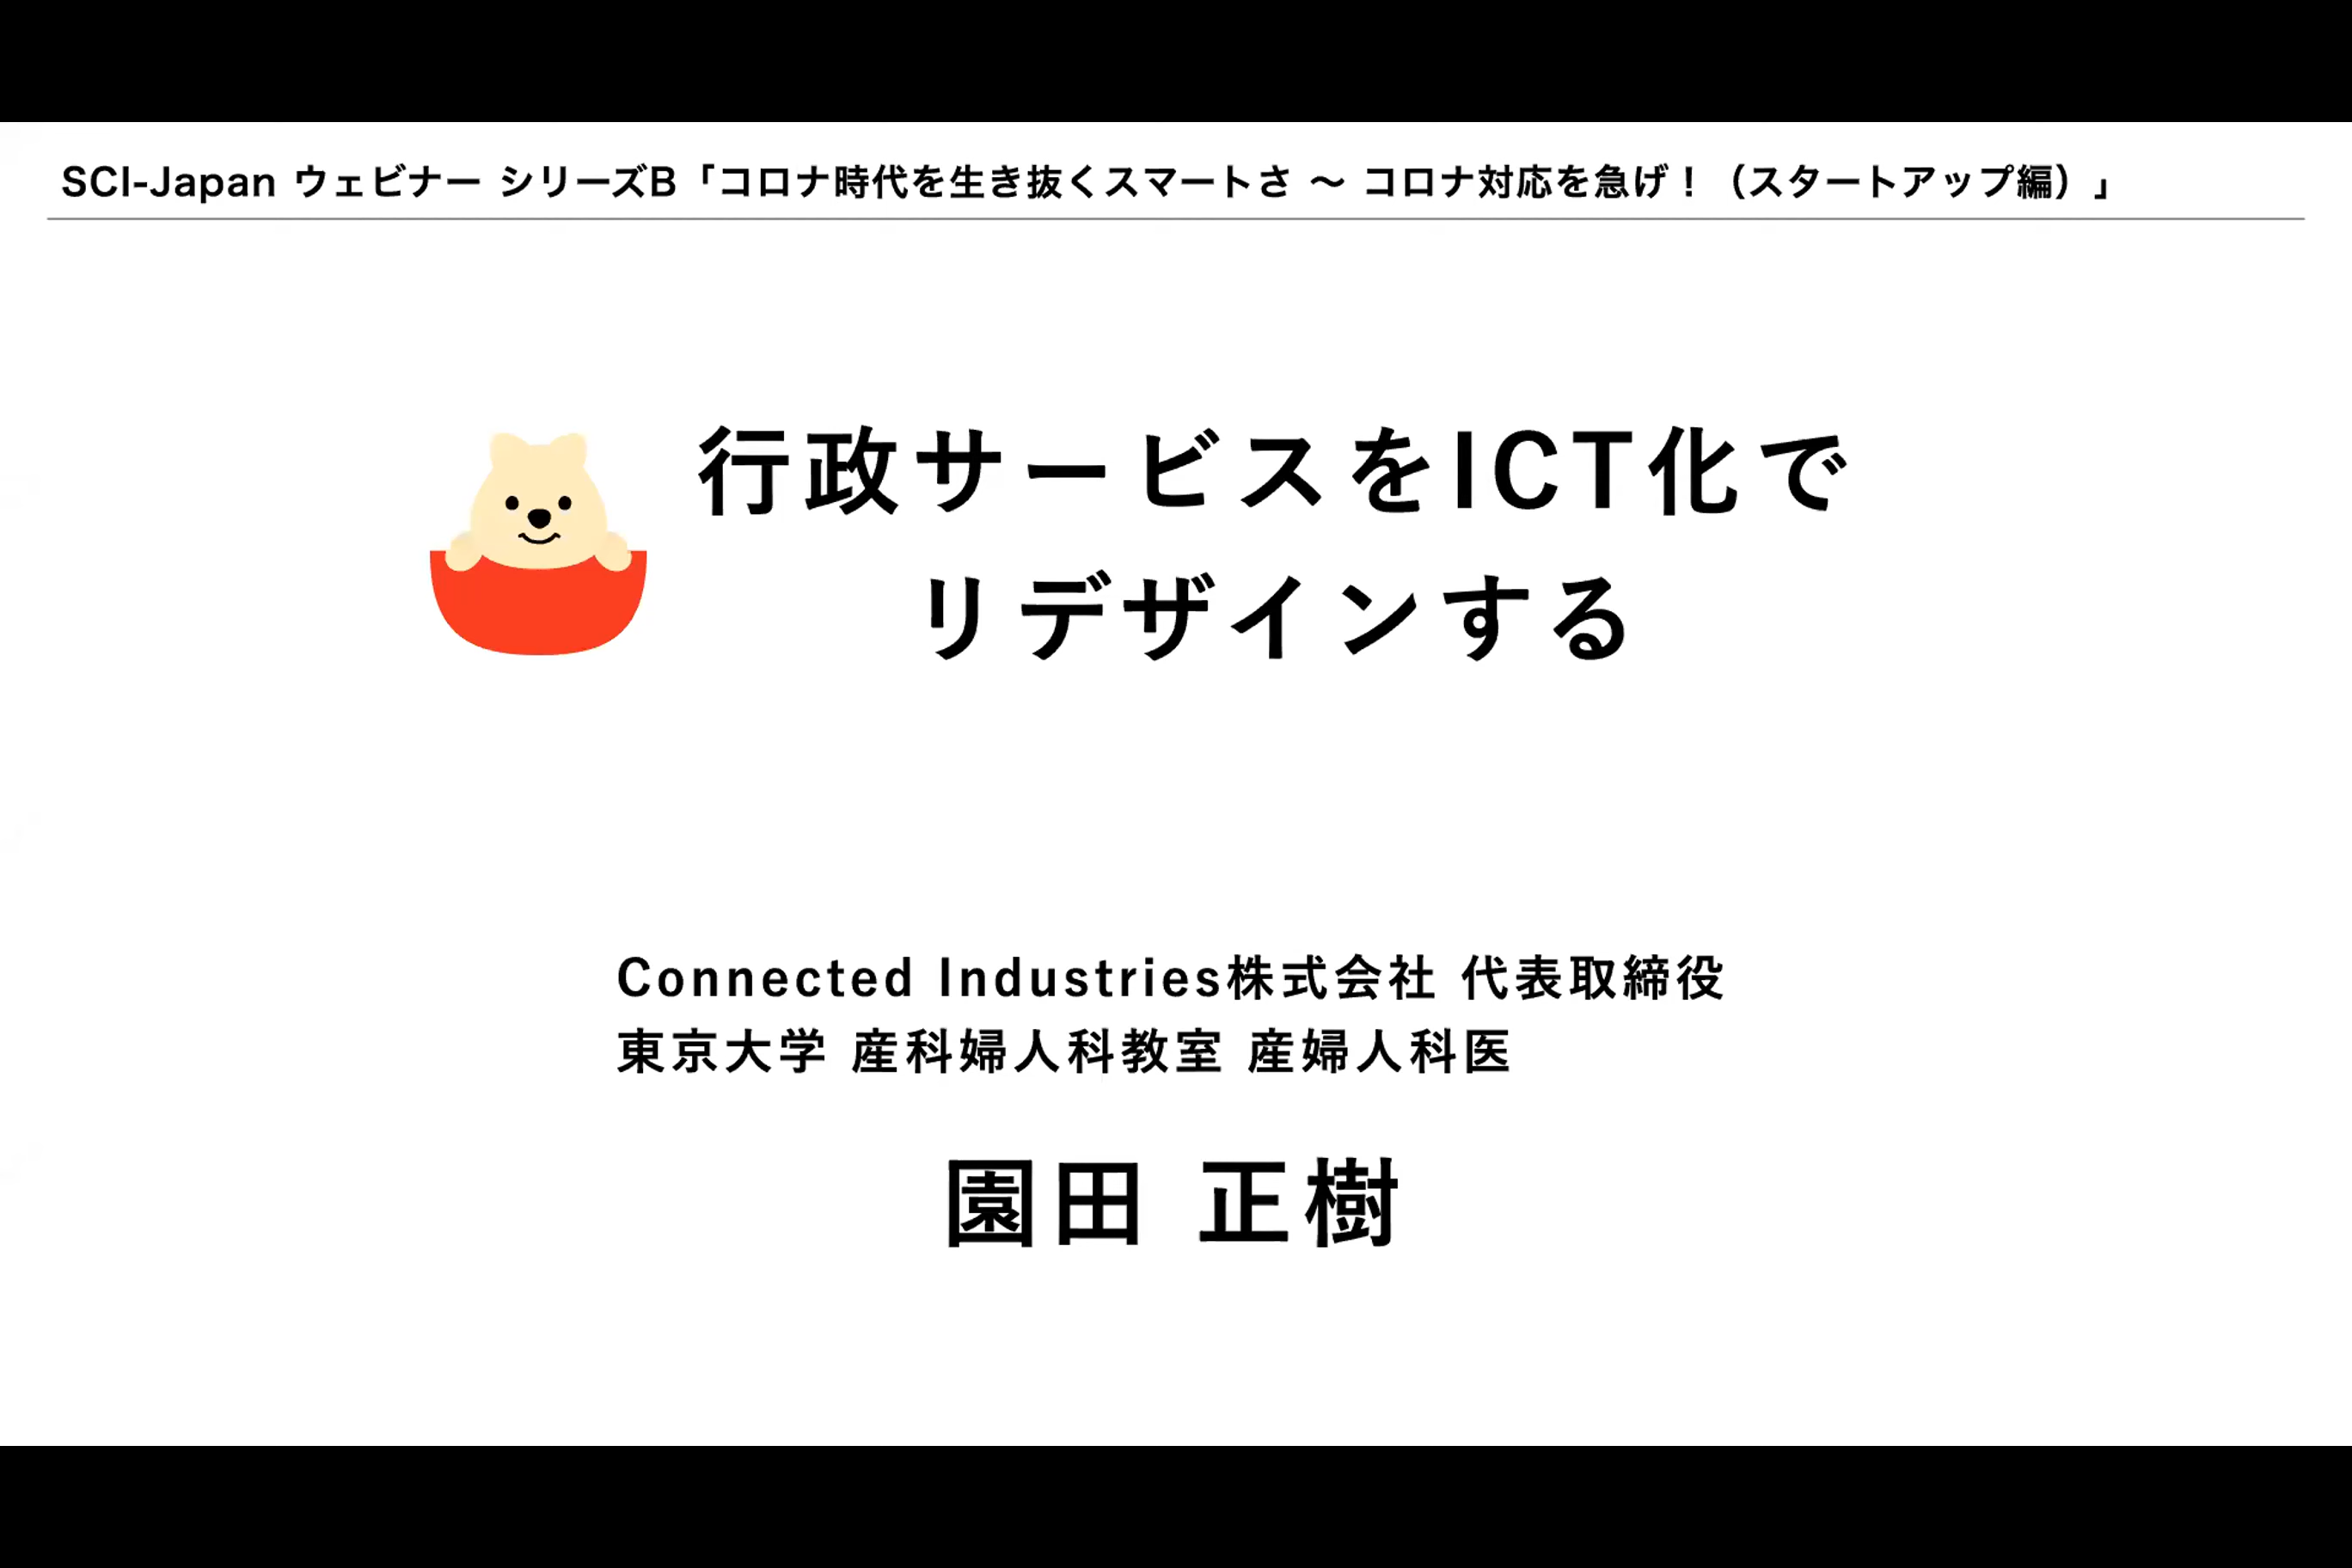 SCI-Japan ウェビナー シリーズB「コロナ時代を生き抜くスマートさ ～ コロナ対応を急げ！（スタートアップ編）」
行政サービスをICT化で
リデザインする
Connected Industries株式会社 代表取締役
東京大学 産科婦人科教室 産婦人科医
園田 正樹